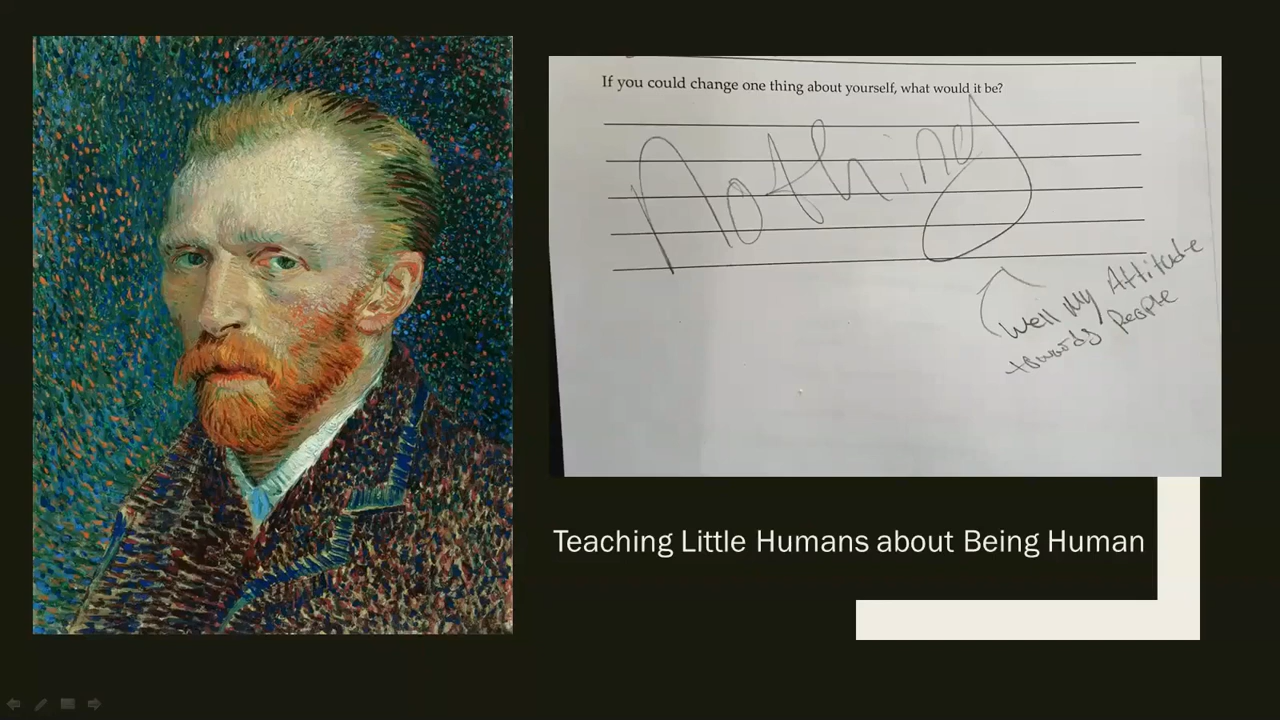 If you could change one thing about yourself, what would it be?
Nothing
Well My Attitude
towards People
Teaching Little Humans about Being Human